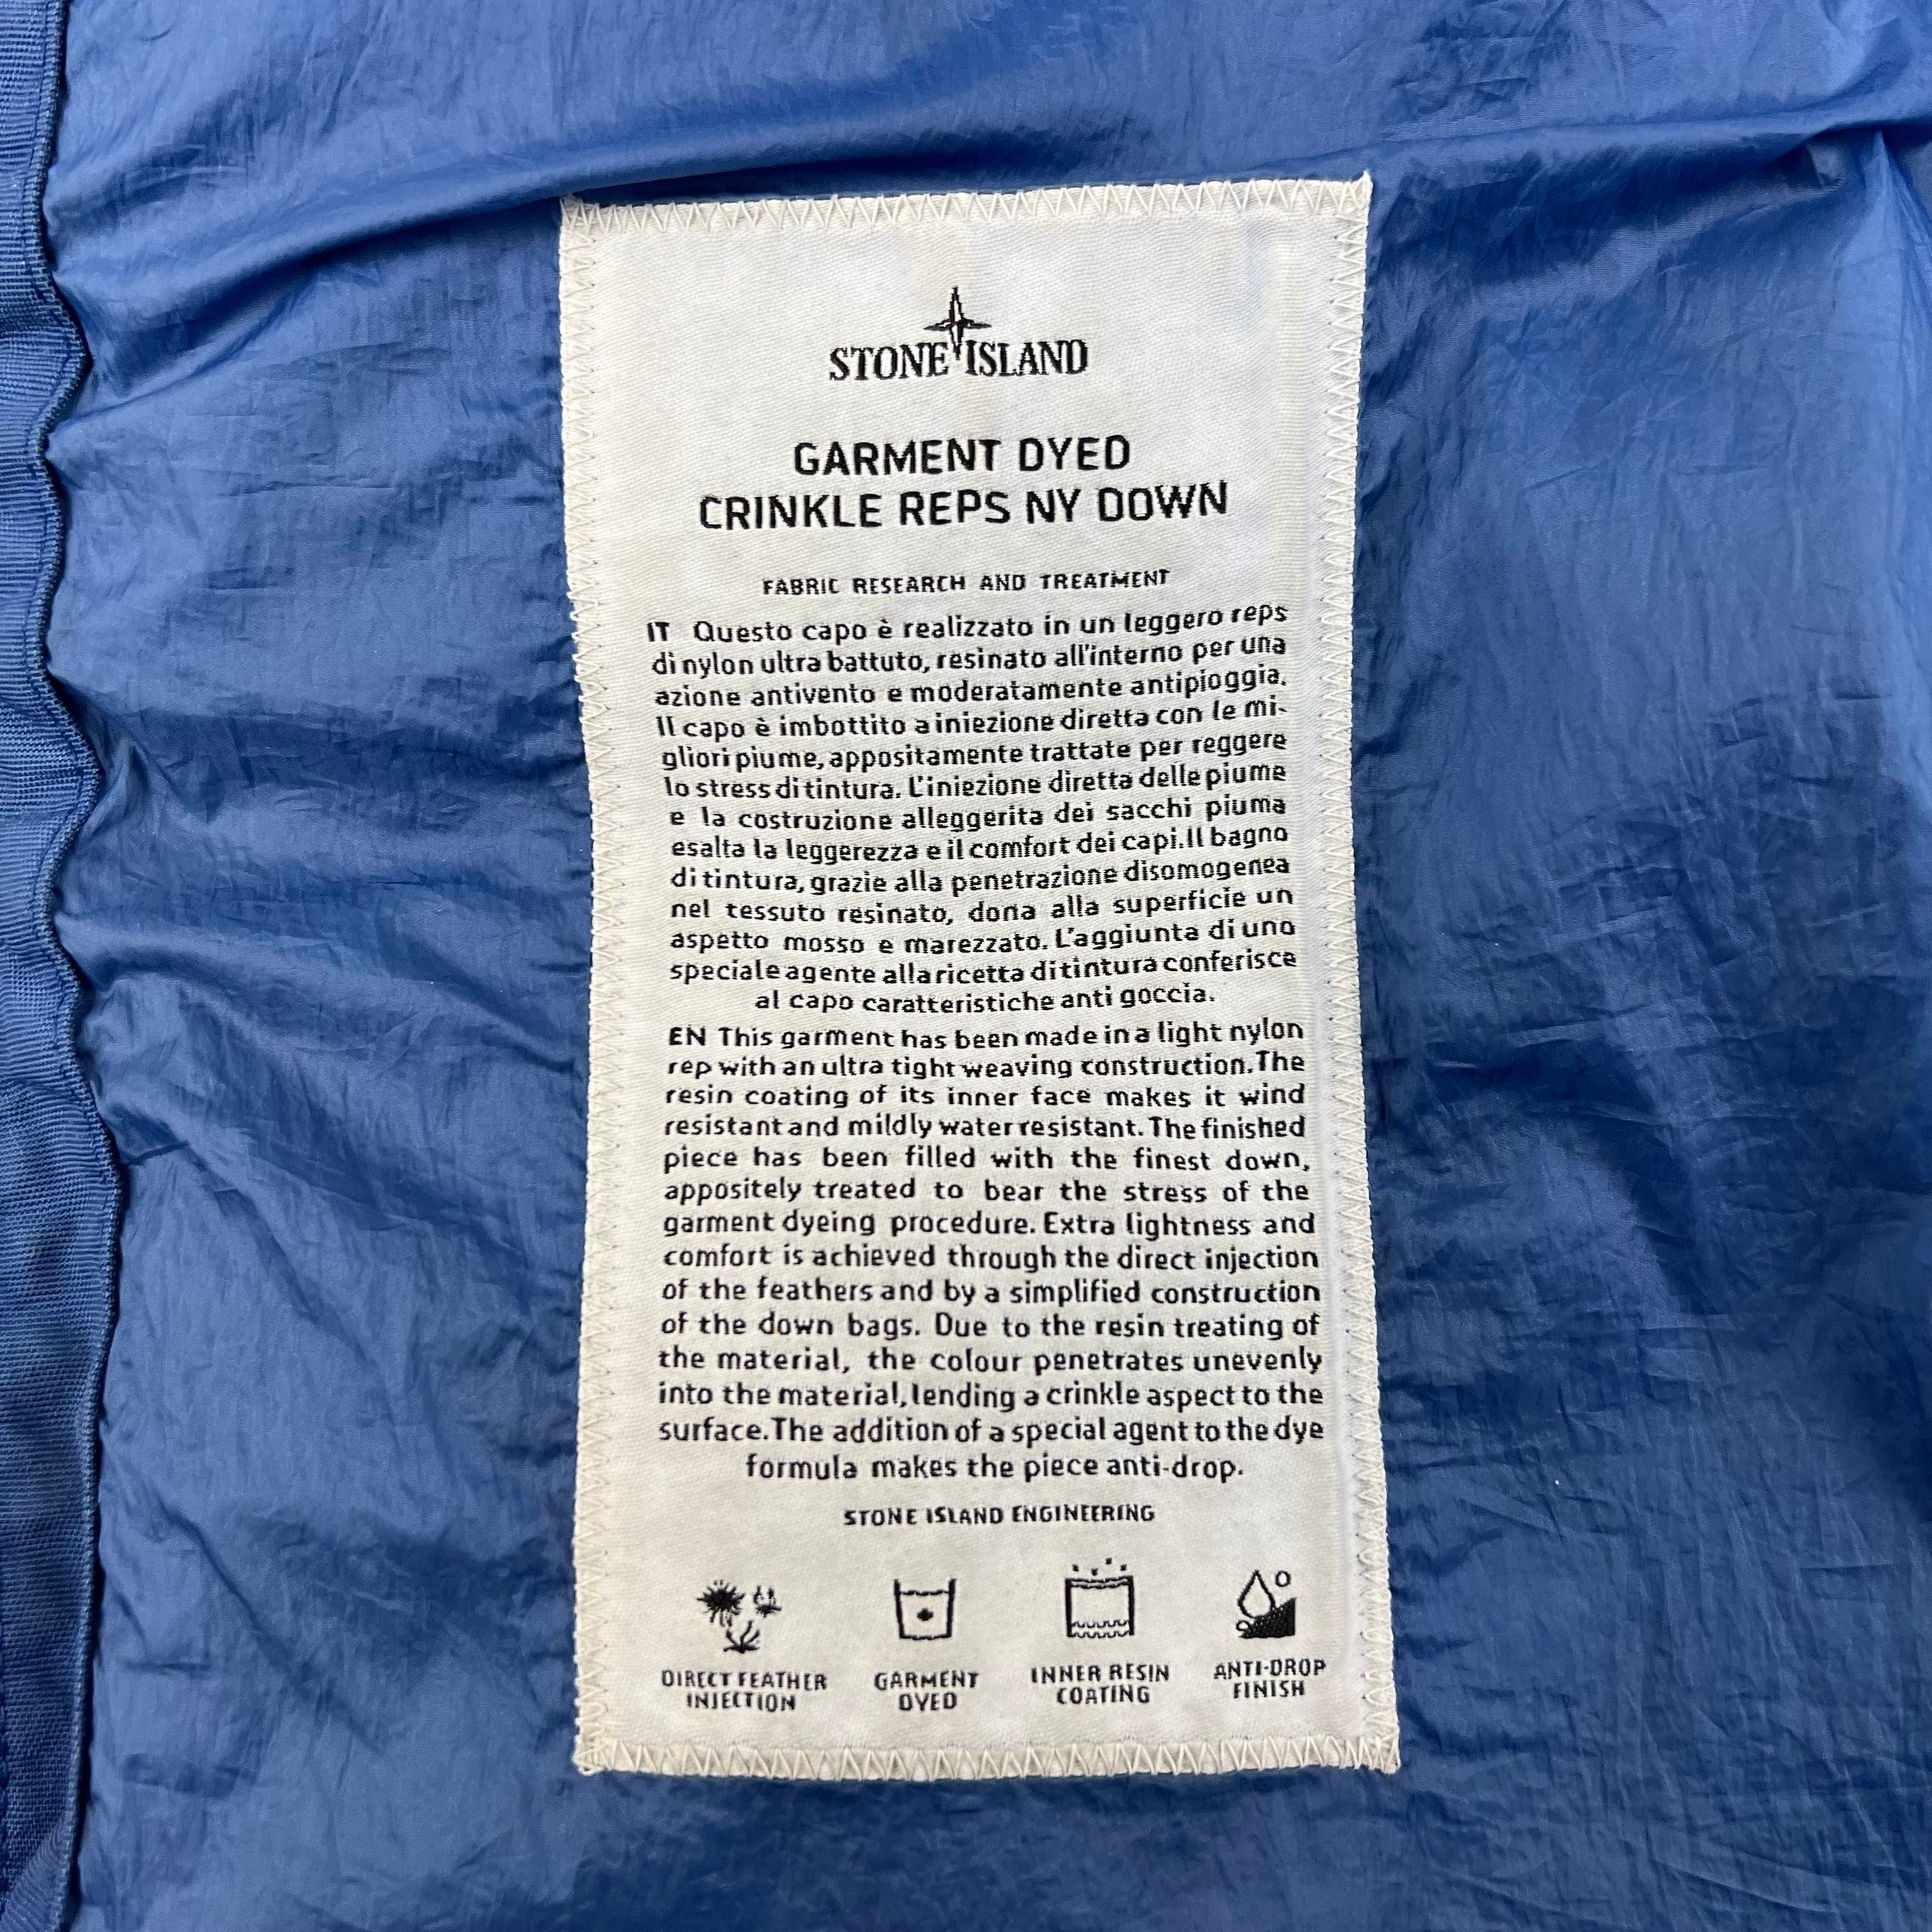 STONE ISLAND
GARMENT DYED
CRINKLE REPS NY DOWN
FABRIC RESEARCH AND TREATMENT
IT Questo capo è realizzato in un leggero reps
di nylon ultra battuto, resinato all'interno per una
azione antivento e moderatamente antipioggia.
Il capo è imbottito a iniezione diretta con le mi-
gliori piume, appositamente trattate per reggere
lo stress di tintura. L'iniezione diretta delle piume
e la costruzione alleggerita dei sacchi piuma
esalta la leggerezza e il comfort dei capi. Il bagno
di tintura, grazie alla penetrazione disomogenea
nel tessuto resinato, dona alla superficie un
aspetto mosso e marezzato. L'aggiunta di uno
speciale agente alla ricetta di tintura conferisce
al capo caratteristiche anti goccia.
EN This garment has been made in a light nylon
rep with an ultra tight weaving construction. The
resin coating of its inner face makes it wind
resistant and mildly water resistant. The finished
piece has been filled with the finest down,
appositely treated to bear the stress of the
garment dyeing procedure. Extra lightness and
comfort is achieved through the direct injection
of the feathers and by a simplified construction
of the down bags. Due to the resin treating of
the material, the colour penetrates unevenly
into the material, lending a crinkle aspect to the
surface. The addition of a special agent to the dye
formula makes the piece anti-drop.
STONE ISLAND ENGINEERING
DIRECT FEATHER
INJECTION
GARMENT
DYED
INNER RESIN
COATING
ANTI-DROP
FINISH